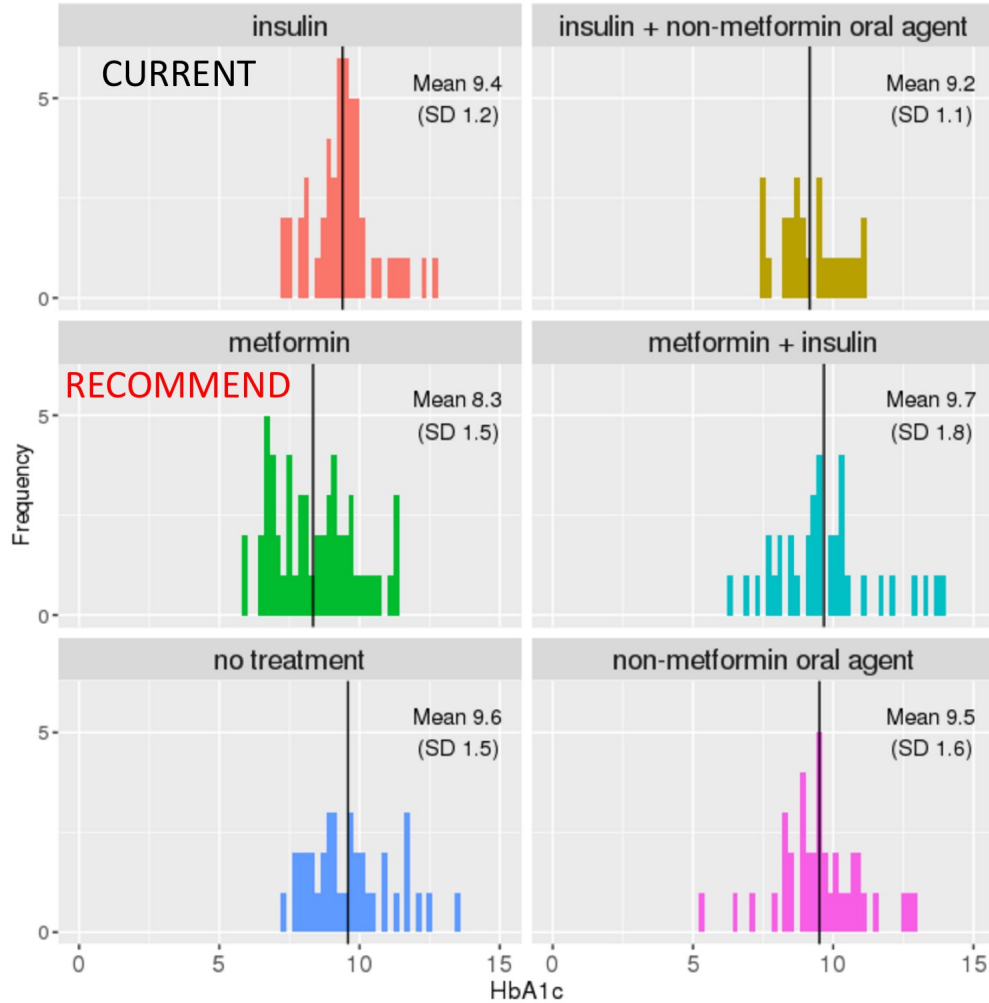 insulin
CURRENT
Mean 9.4
(SD 1.2)
5
0
insulin + non-metformin oral agent
Mean 9.2
(SD 1.1)
metformin
RECOMMEND
Mean 8.3
(SD 1.5)
5
0
metformin + insulin
Mean 9.7
(SD 1.8)
Frequency
no treatment
Mean 9.6
(SD 1.5)
5
0
non-metformin oral agent
Mean 9.5
(SD 1.6)
0 5 10 15
0 5 10 15
HbA1c